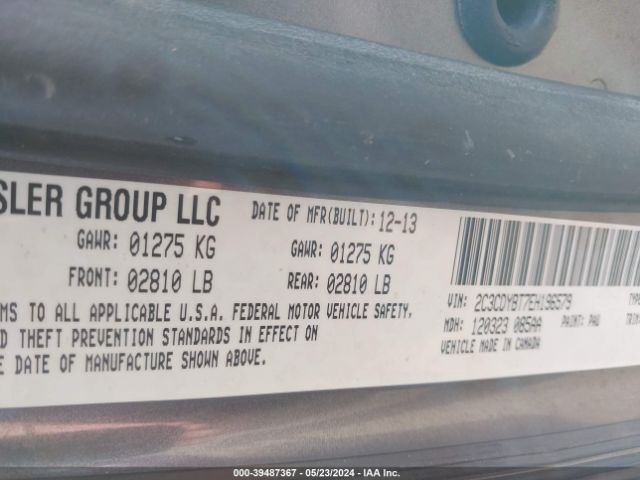 SLER GROUP LLC
DATE OF MFR(BUILT): 12-13
GAWR: 01275 KG
GAWR: 01275 KG
FRONT: 02810 LB
REAR: 02810 LB
MS TO ALL APPLICABLE U.S.A. FEDERAL MOTOR VEHICLE SAFETY,
D THEFT PREVENTION STANDARDS IN EFFECT ON
E DATE OF MANUFACTURE SHOWN ABOVE.
VIN: 2C3CDYBT7EH196579
TYP
MDH: 120323 085AA PAINT: PAU
TRIM
VEHICLE MADE IN CANADA
000-39487367 - 05/23/2024 - IAA Inc.